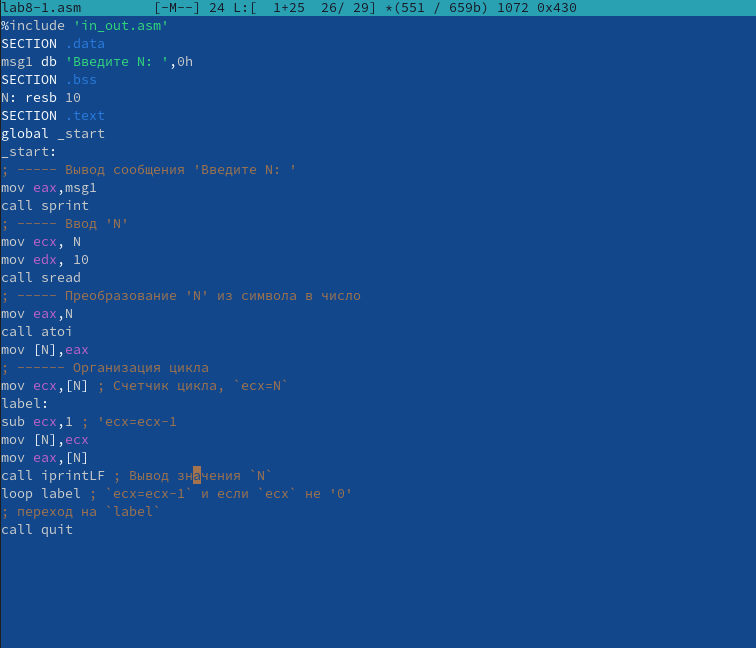 lab8-1.asm [-M--] 24 L:[ 1+25 26/ 29] *(551 / 659b) 1072 0x430
%include 'in_out.asm'
SECTION .data
msg1 db 'Введите N: ',0h
SECTION .bss
N: resb 10
SECTION .text
global _start
_start:
; ----- Вывод сообщения 'Введите N: '
mov eax,msg1
call sprint
; ----- Ввод 'N'
mov ecx, N
mov edx, 10
call sread
; ----- Преобразование 'N' из символа в число
mov eax,N
call atoi
mov [N],eax
; ------ Организация цикла
mov ecx,[N] ; Счетчик цикла, `ecx=N`
label:
sub ecx,1 ; 'ecx=ecx-1
mov [N],ecx
mov eax,[N]
call iprintLF ; Вывод значения `N`
loop label ; `ecx=ecx-1` и если `ecx` не '0'
; переход на `label`
call quit